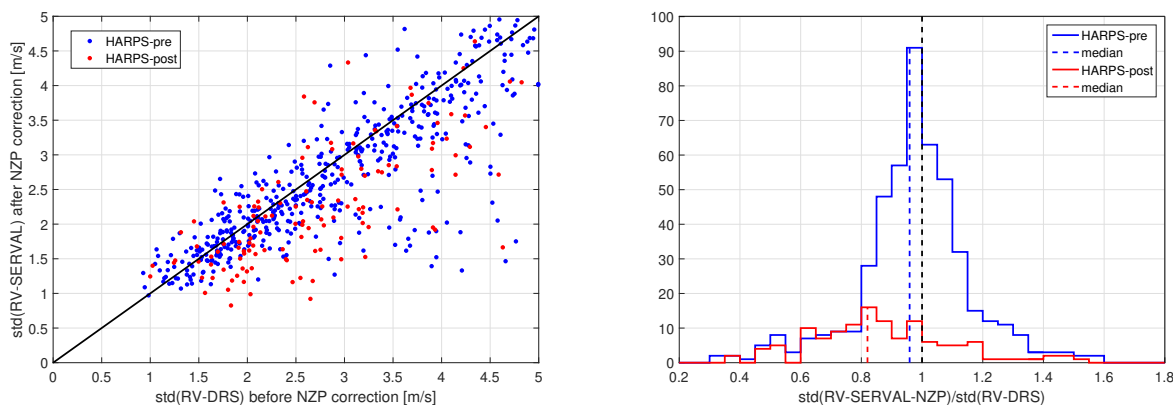 5
4.5
4
3.5
3
2.5
2
1.5
1
0.5
0
std(RV-SERVAL) after NZP correction [m/s]
HARPS-pre
HARPS-post
0 0.5 1 1.5 2 2.5 3 3.5 4 4.5 5
std(RV-DRS) before NZP correction [m/s]
100
90
80
70
60
50
40
30
20
10
0
HARPS-pre
median
HARPS-post
median
0.2 0.4 0.6 0.8 1 1.2 1.4 1.6 1.8
std(RV-SERVAL-NZP)/std(RV-DRS)